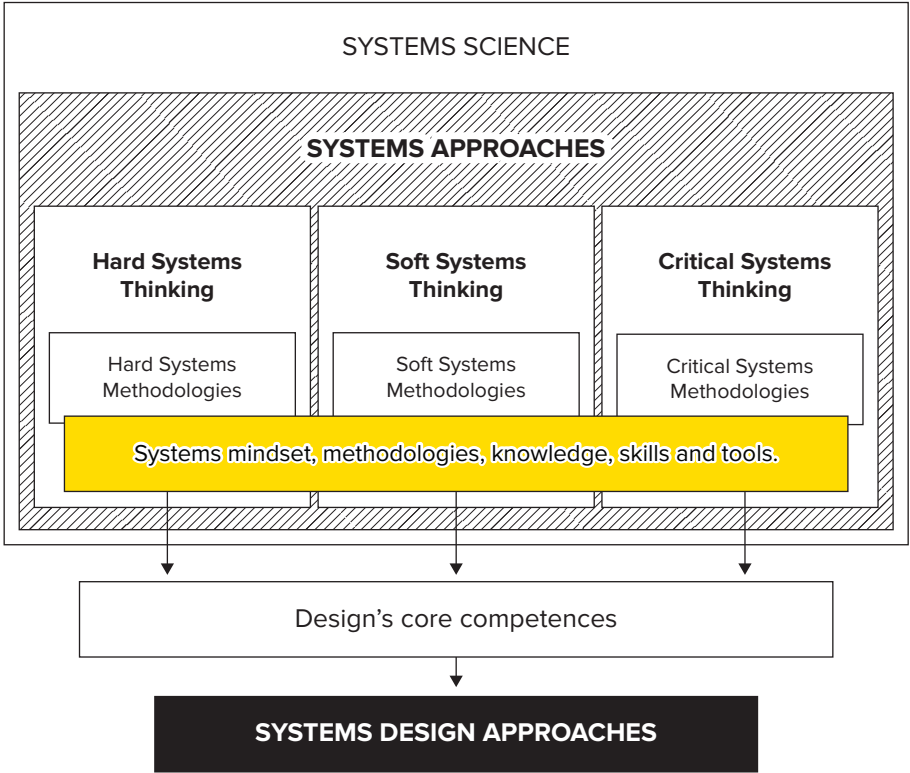 SYSTEMS SCIENCE
SYSTEMS APPROACHES
Hard Systems
Thinking
Soft Systems
Thinking
Critical Systems
Thinking
Hard Systems
Methodologies
Soft Systems
Methodologies
Critical Systems
Methodologies
Systems mindset, methodologies, knowledge, skills and tools.
Design’s core competences
SYSTEMS DESIGN APPROACHES